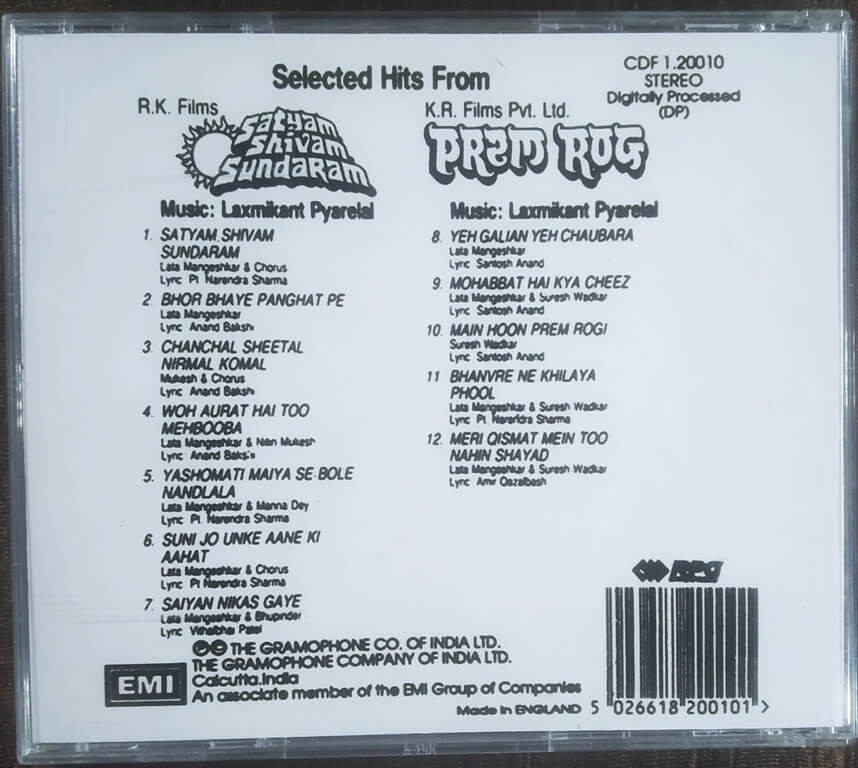 Selected Hits From
CDF 1.20010
STEREO
Digitally Processed
(DP)
R.K. Films
Satyam
Shivam
Sundaram
Music: Laxmikant Pyarelal
1. SATYAM SHIVAM
SUNDARAM
Lata Mangeshkar & Chorus
Lyric Pt Narendra Sharma
2 BHOR BHAYE PANGHAT PE
Lata Mangeshkar
Lyric Anand Bakshi
3. CHANCHAL SHEETAL
NIRMAL KOMAL
Mukesh & Chorus
Lyric Anand Bakshi
4. WOH AURAT HAI TOO
MEHBOOBA
Lata Mangeshkar & Nitin Mukesh
Lyric Anand Bakshi
5. YASHOMATI MAIYA SE-BOLE
NANDLALA
Lata Mangeshkar & Manna Dey
Lyric Pt Narendra Sharma
6. SUNI JO UNKE AANE KI
AAHAT
Lata Mangeshkar & Chorus
Lyric Pt Narendra Sharma
7. SAIYAN NIKAS GAYE
Lata Mangeshkar & Bhupinder
Lyric Vithalbhai Patel
K.R. Films Pvt. Ltd.
PREM ROG
Music: Laxmikant Pyarelal
8. YEH GALIAN YEH CHAUBARA
Lata Mangeshkar
Lyric Santosh Anand
9. MOHABBAT HAI KYA CHEEZ
Lata Mangeshkar & Suresh Wadkar
Lyric Santosh Anand
10. MAIN HOON PREM ROGI
Suresh Wadkar
Lyric Santosh Anand
11 BHANVRE NE KHILAYA
PHOOL
Lata Mangeshkar & Suresh Wadkar
Lyric Pt Narendra Sharma
12. MERI QISMAT MEIN TOO
NAHIN SHAYAD
Lata Mangeshkar & Suresh Wadkar
Lyric Amir Qazalbash
RPG
℗© THE GRAMOPHONE CO. OF INDIA LTD.
THE GRAMOPHONE COMPANY OF INDIA LTD.
Calcutta.India
An associate member of the EMI Group of Companies
EMI
Made in ENGLAND
5 026618 200101 >